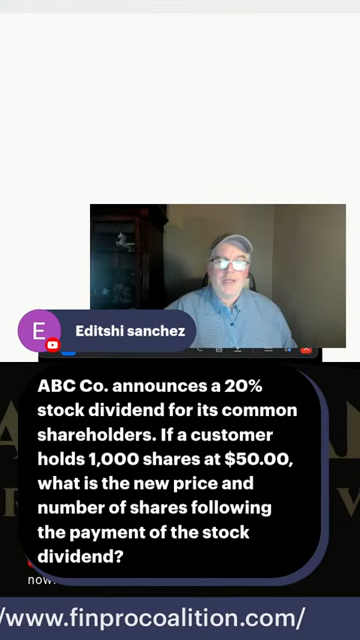 E
Editshi sanchez
ABC Co. announces a 20%
stock dividend for its common
shareholders. If a customer
holds 1,000 shares at $50.00,
what is the new price and
number of shares following
the payment of the stock
dividend?
now!
/www.finprocoalition.com/